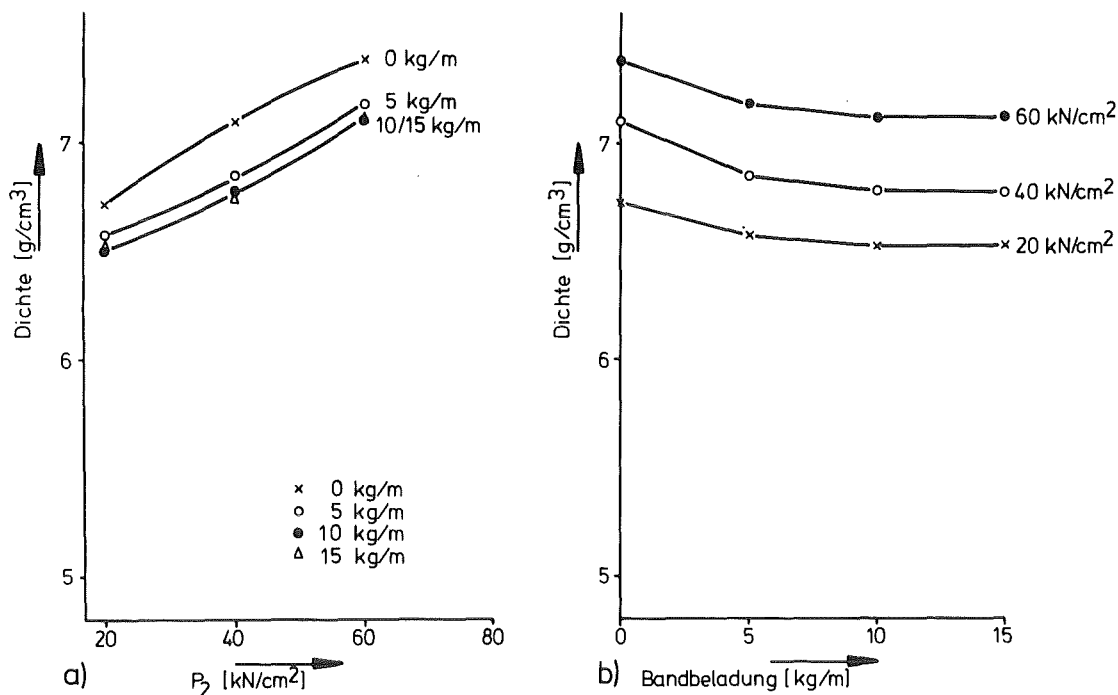 0 kg/m
5 kg/m
10/15 kg/m
7
6
5
Dichte [g/cm³]
× 0 kg/m
○ 5 kg/m
● 10 kg/m
△ 15 kg/m
20 40 60 80
a) P₂ [kN/cm²]
60 kN/cm²
40 kN/cm²
20 kN/cm²
7
6
5
Dichte [g/cm³]
0 5 10 15
b) Bandbeladung [kg/m]